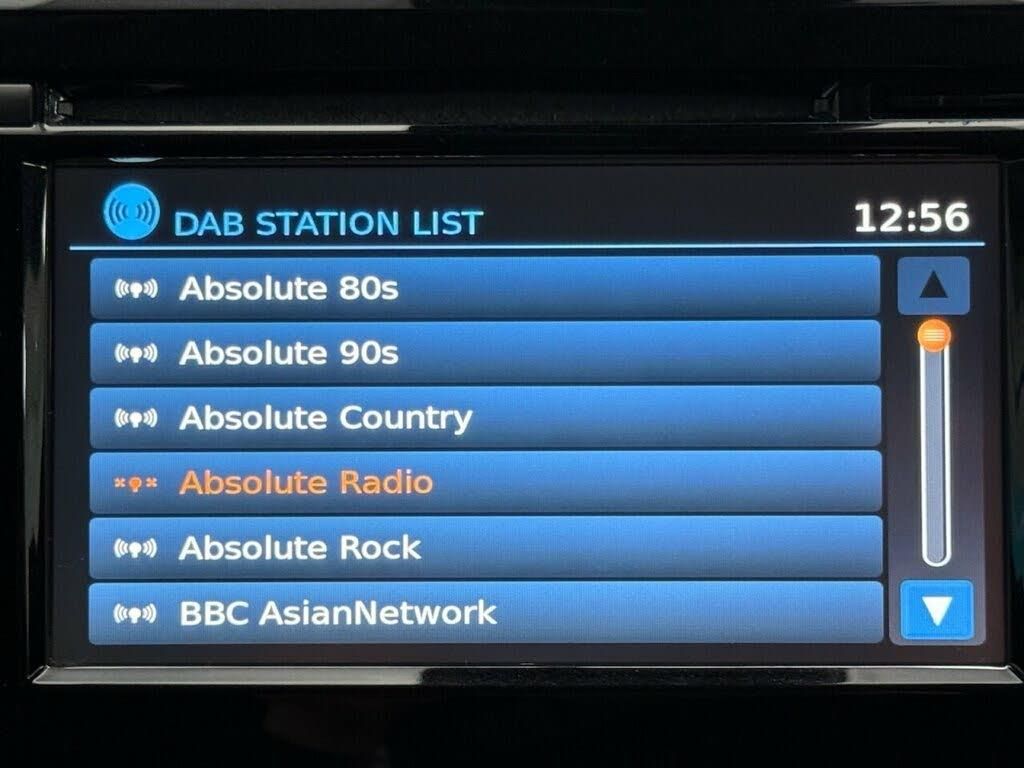 DAB STATION LIST
12:56
Absolute 80s
Absolute 90s
Absolute Country
Absolute Radio
Absolute Rock
BBC AsianNetwork